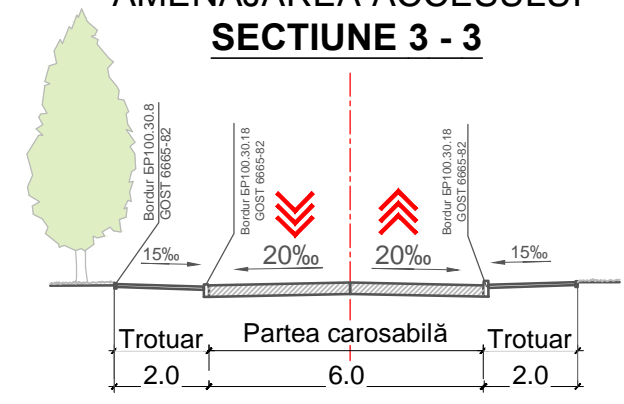 AMENAJAREA ACCESULUI
SECTIUNE 3 - 3
Bordur БР100.30.8
GOST 6665-82
Bordur БР100.30.18
GOST 6665-82
Bordur БР100.30.18
GOST 6665-82
15‰
20‰
20‰
15‰
Trotuar
Partea carosabilă
Trotuar
2.0
6.0
2.0